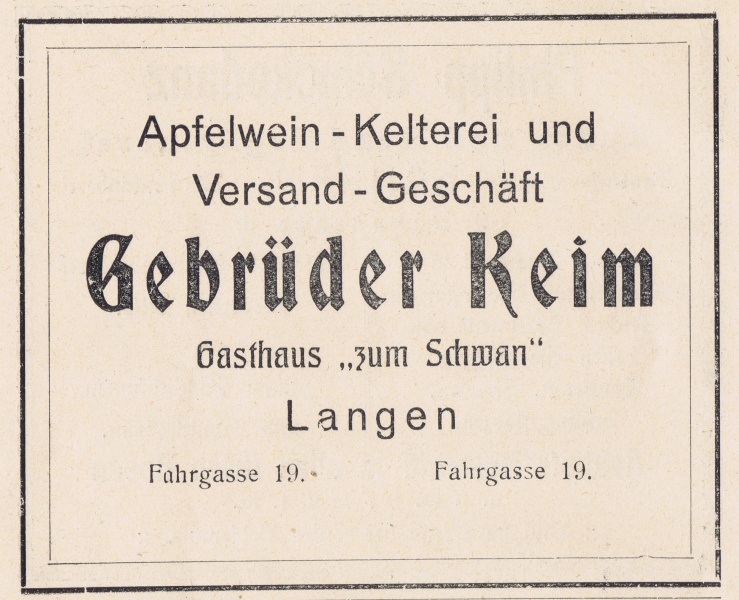 Apfelwein - Kelterei und
Versand - Geschäft
Gebrüder Keim
Gasthaus „zum Schwan“
Langen
Fahrgasse 19. Fahrgasse 19.